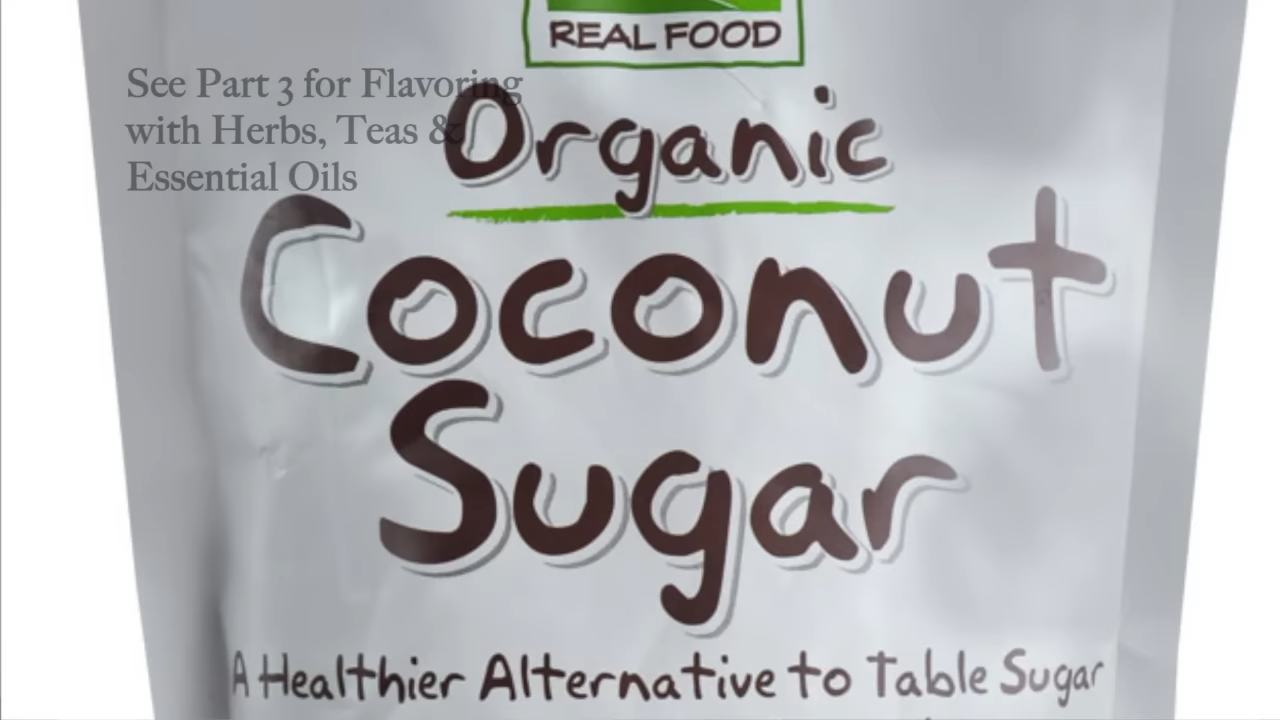 REAL FOOD
See Part 3 for Flavoring
with Herbs, Teas &
Essential Oils
Organic
Coconut
Sugar
A Healthier Alternative to Table Sugar